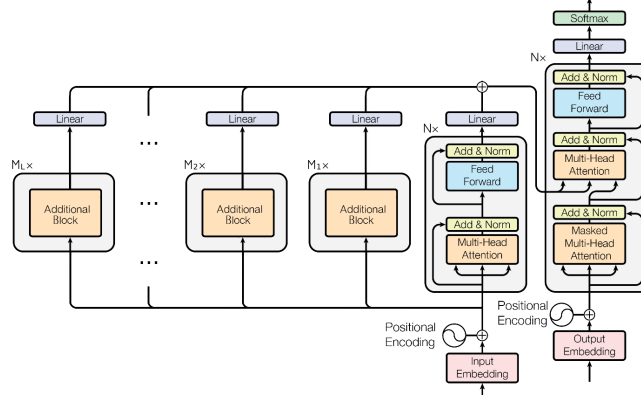 Softmax
Linear
N×
Add & Norm
Feed
Forward
Add & Norm
Multi-Head
Attention
Add & Norm
Masked
Multi-Head
Attention
Positional
Encoding
Output
Embedding
Linear
...
Linear
Linear
Linear
ML×
M2×
M1×
N×
Additional
Block
...
Additional
Block
Additional
Block
Add & Norm
Feed
Forward
Add & Norm
Multi-Head
Attention
Positional
Encoding
Input
Embedding